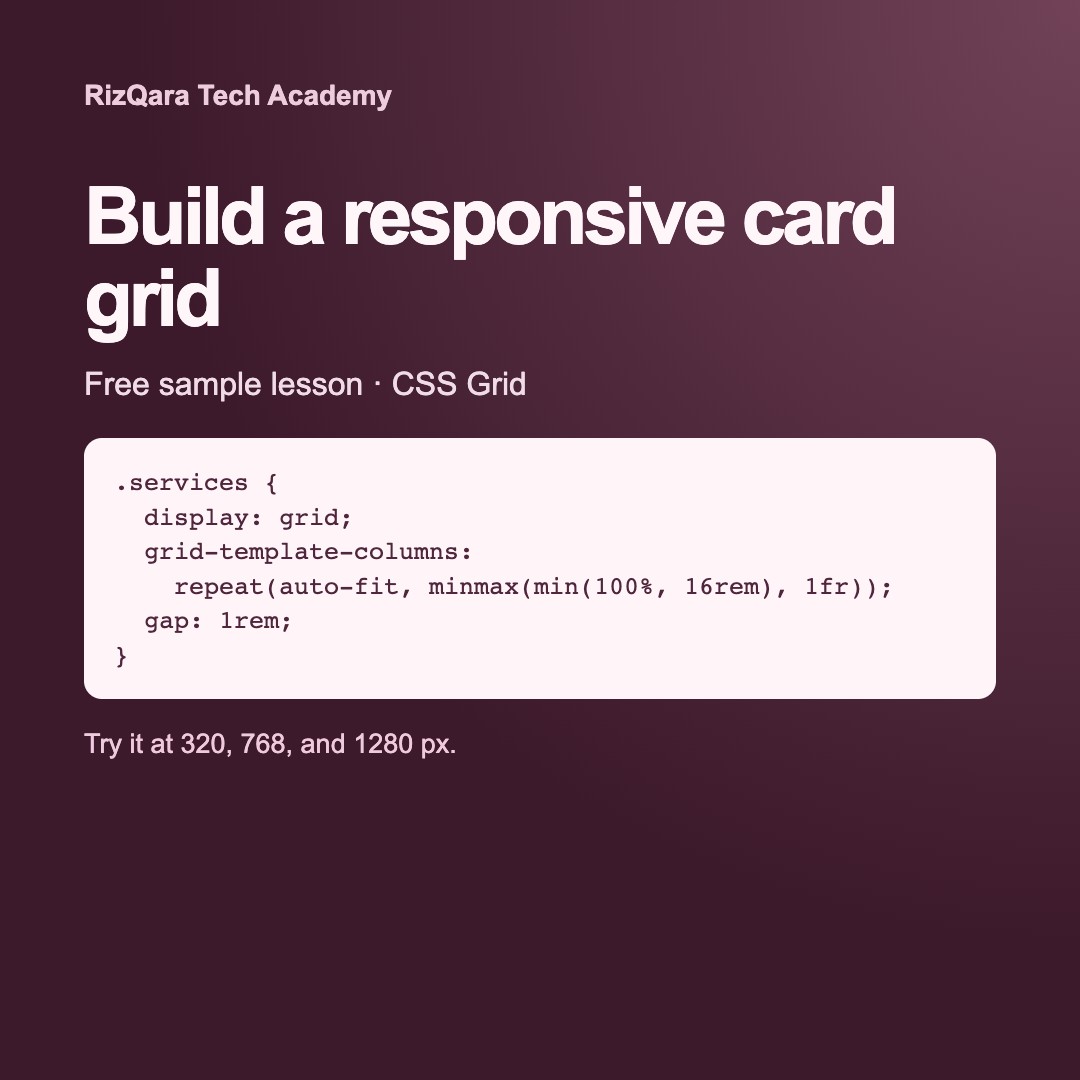 RizQara Tech Academy
Build a responsive card
grid
Free sample lesson · CSS Grid
.services {
  display: grid;
  grid-template-columns:
    repeat(auto-fit, minmax(min(100%, 16rem), 1fr));
  gap: 1rem;
}
Try it at 320, 768, and 1280 px.